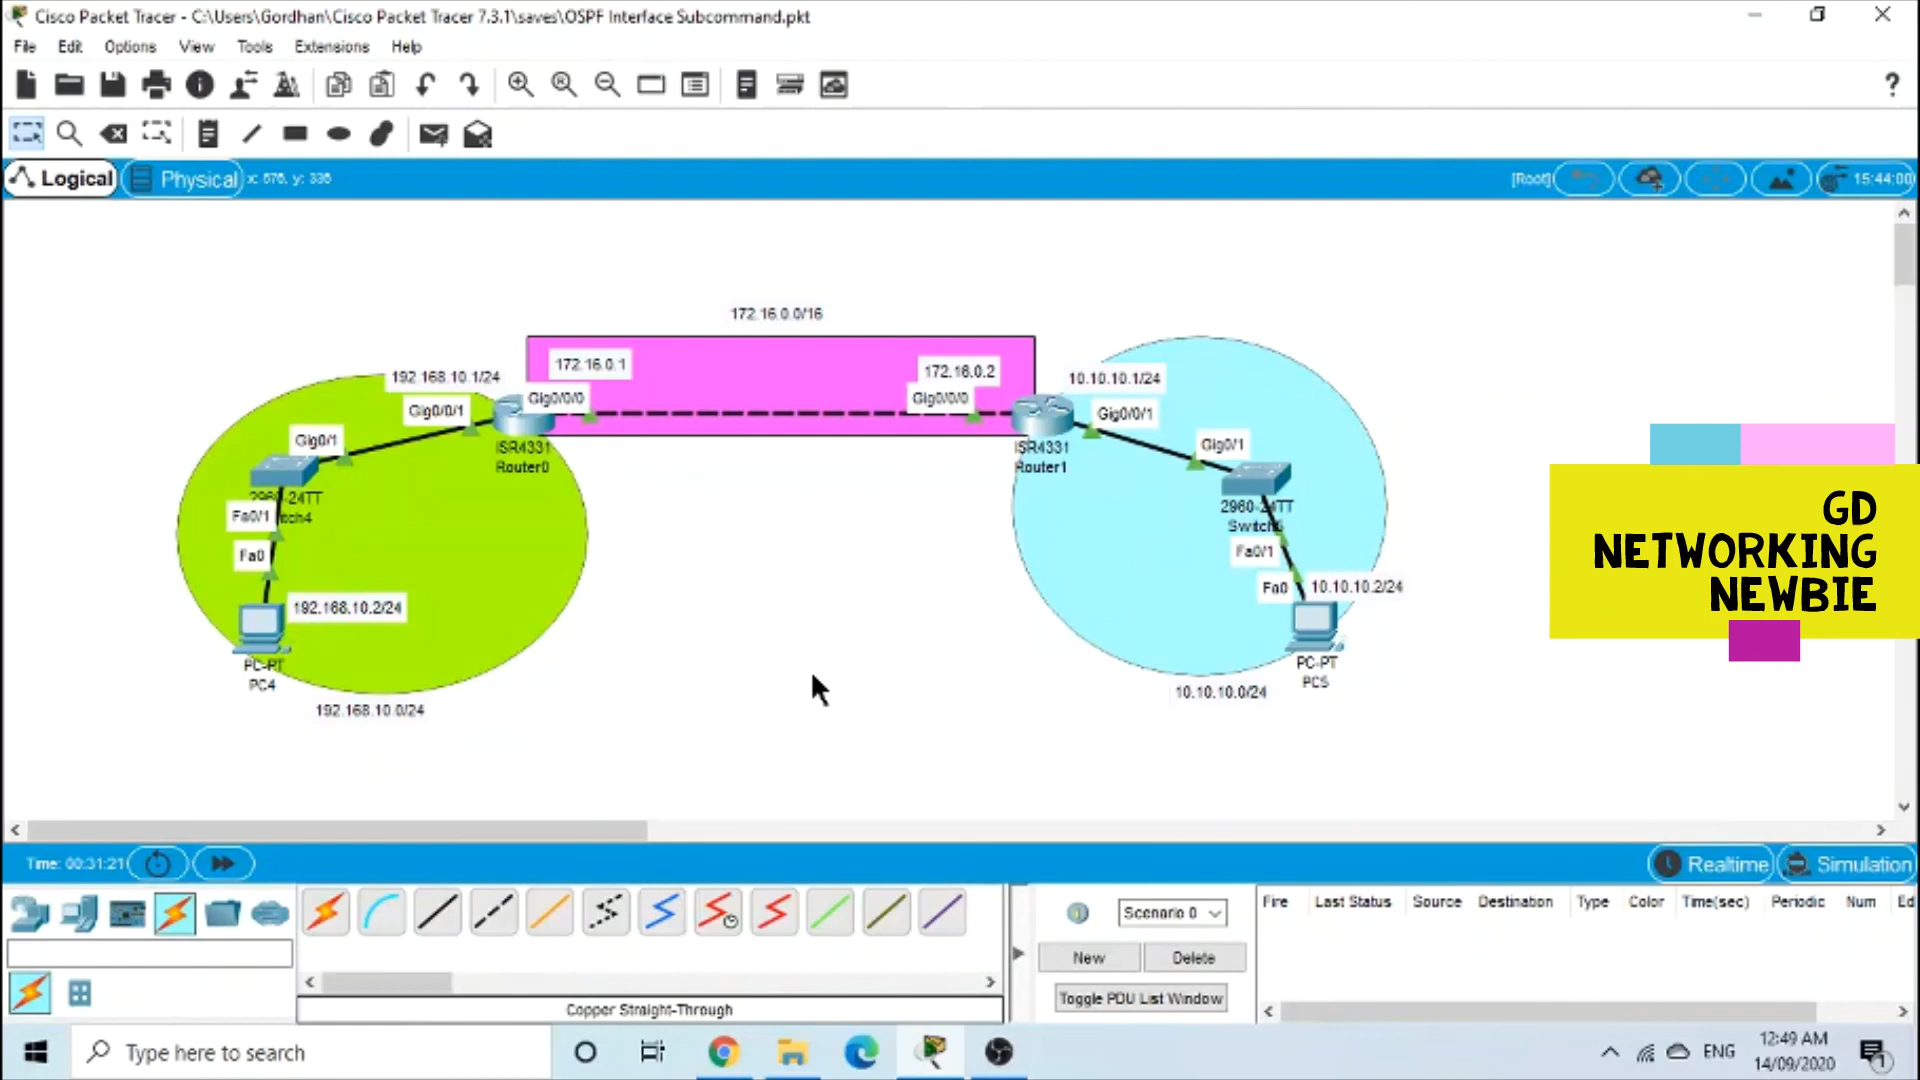 Cisco Packet Tracer - C:\Users\Gordhan\Cisco Packet Tracer 7.3.1\saves\OSPF Interface Subcommand.pkt
File Edit Options View Tools Extensions Help
Logical Physical x: 676, y: 336 [Root] 15:44:00
172.16.0.0/16
172.16.0.1
172.16.0.2
192.168.10.1/24
10.10.10.1/24
Gig0/0/0
Gig0/0/0
Gig0/0/1
Gig0/0/1
Gig0/1
Gig0/1
ISR4331
Router0
ISR4331
Router1
2960-24TT
2960-24TT
Fa0/1
Fa0/1
Fa0
Fa0
10.10.10.2/24
192.168.10.2/24
PC-PT
PC4
PC-PT
PC5
192.168.10.0/24
10.10.10.0/24
GD
NETWORKING
NEWBIE
Time: 00:31:21 Realtime Simulation
Scenario 0
Fire Last Status Source Destination Type Color Time(sec) Periodic Num Ed
New Delete
Toggle PDU List Window
Copper Straight-Through
Type here to search
ENG
12:49 AM
14/09/2020
1